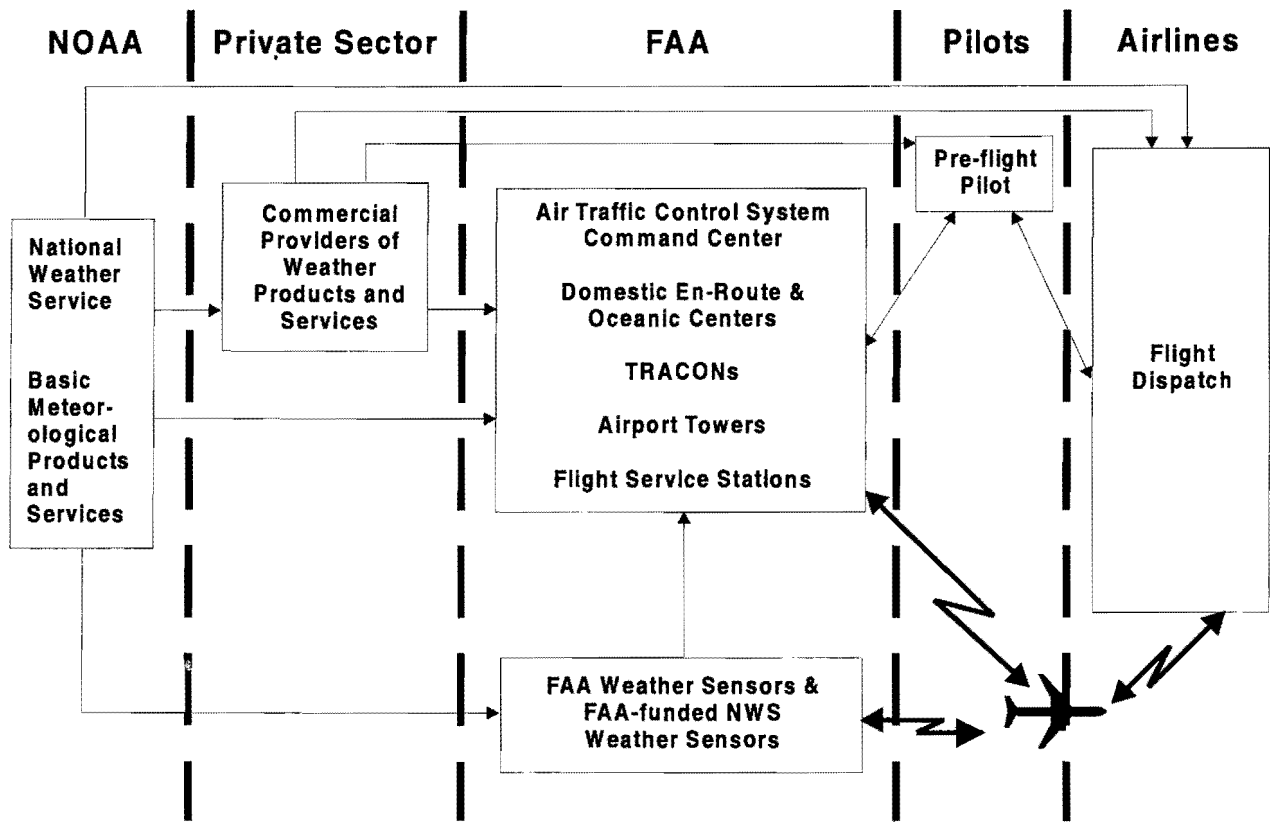 NOAA
Private Sector
FAA
Pilots
Airlines
National
Weather
Service
Basic
Meteor-
ological
Products
and
Services
Commercial
Providers of
Weather
Products and
Services
Air Traffic Control System
Command Center
Domestic En-Route &
Oceanic Centers
TRACONs
Airport Towers
Flight Service Stations
FAA Weather Sensors &
FAA-funded NWS
Weather Sensors
Pre-flight
Pilot
Flight
Dispatch